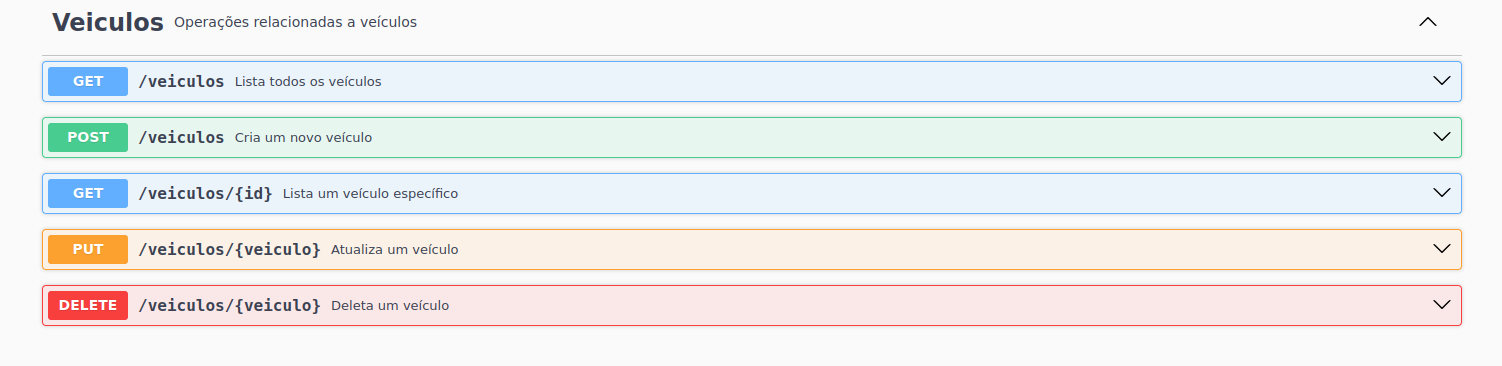 Veiculos Operações relacionadas a veículos
GET /veiculos Lista todos os veículos
POST /veiculos Cria um novo veículo
GET /veiculos/{id} Lista um veículo específico
PUT /veiculos/{veiculo} Atualiza um veículo
DELETE /veiculos/{veiculo} Deleta um veículo